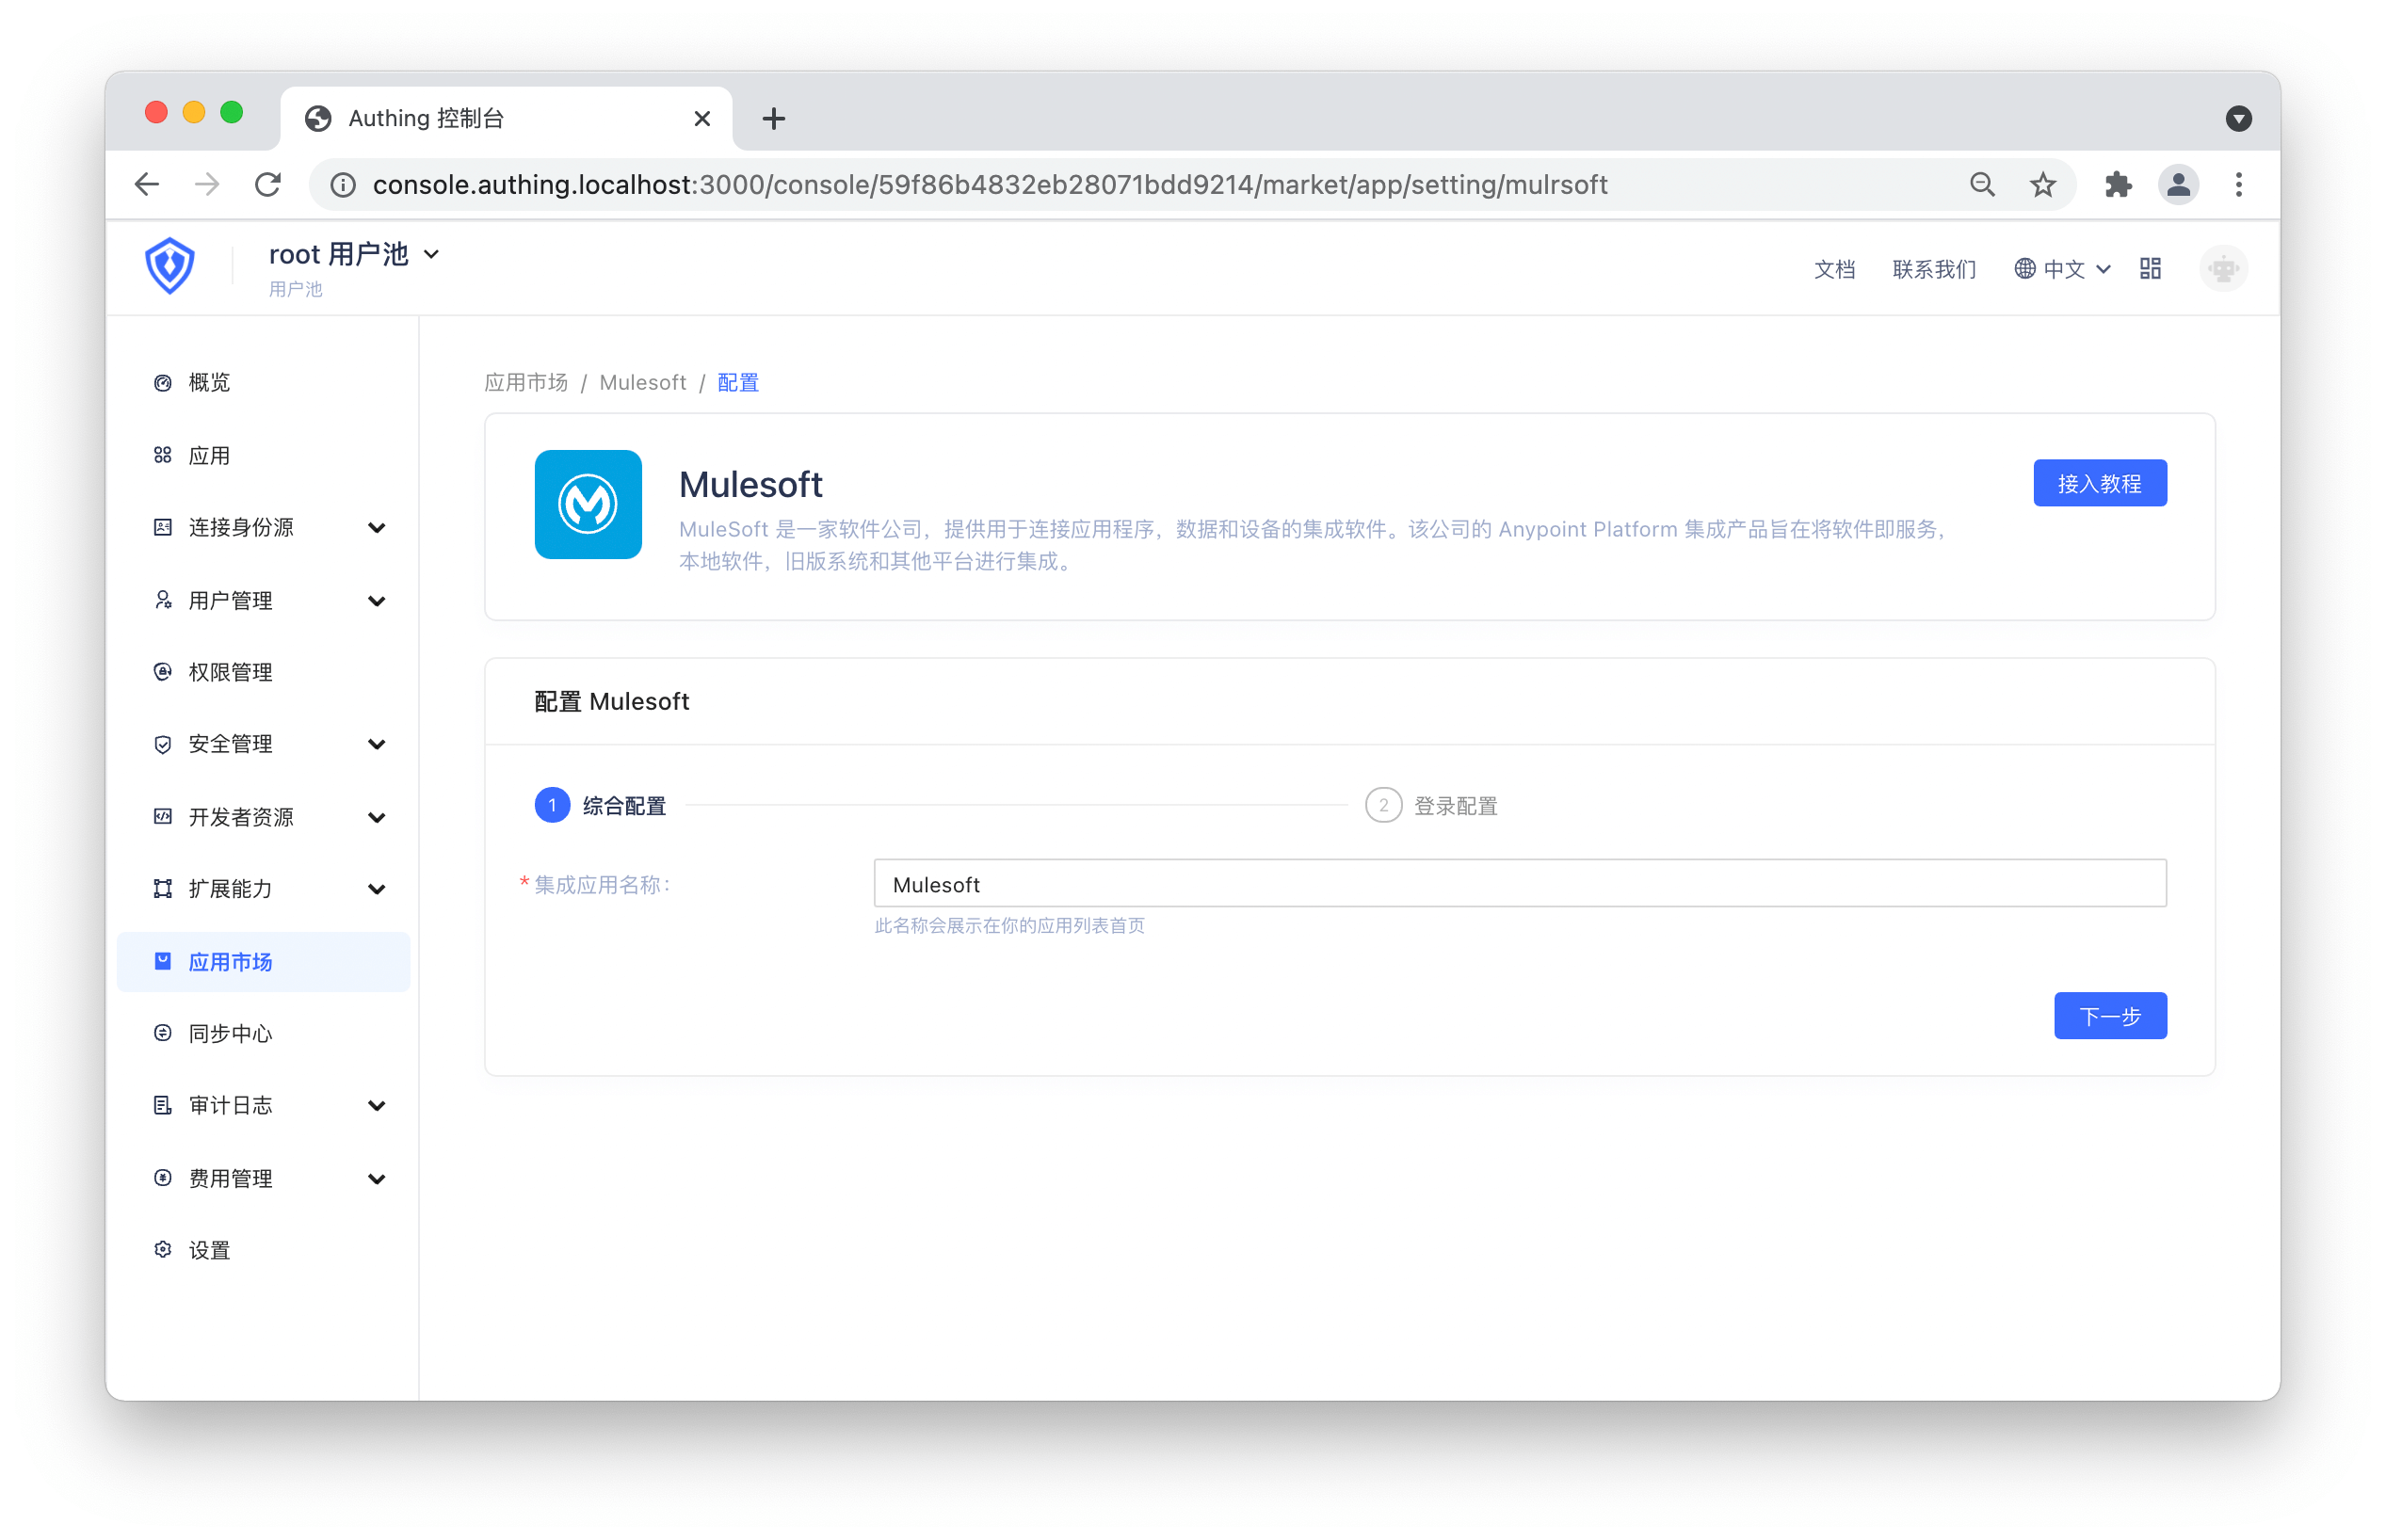 Authing 控制台
console.authing.localhost:3000/console/59f86b4832eb28071bdd9214/market/app/setting/mulrsoft
root 用户池
用户池
文档 联系我们 中文
概览
应用
连接身份源
用户管理
权限管理
安全管理
开发者资源
扩展能力
应用市场
同步中心
审计日志
费用管理
设置
应用市场 / Mulesoft / 配置
Mulesoft
接入教程
MuleSoft 是一家软件公司，提供用于连接应用程序，数据和设备的集成软件。该公司的 Anypoint Platform 集成产品旨在将软件即服务，
本地软件，旧版系统和其他平台进行集成。
配置 Mulesoft
1 综合配置
2 登录配置
* 集成应用名称：
Mulesoft
此名称会展示在你的应用列表首页
下一步